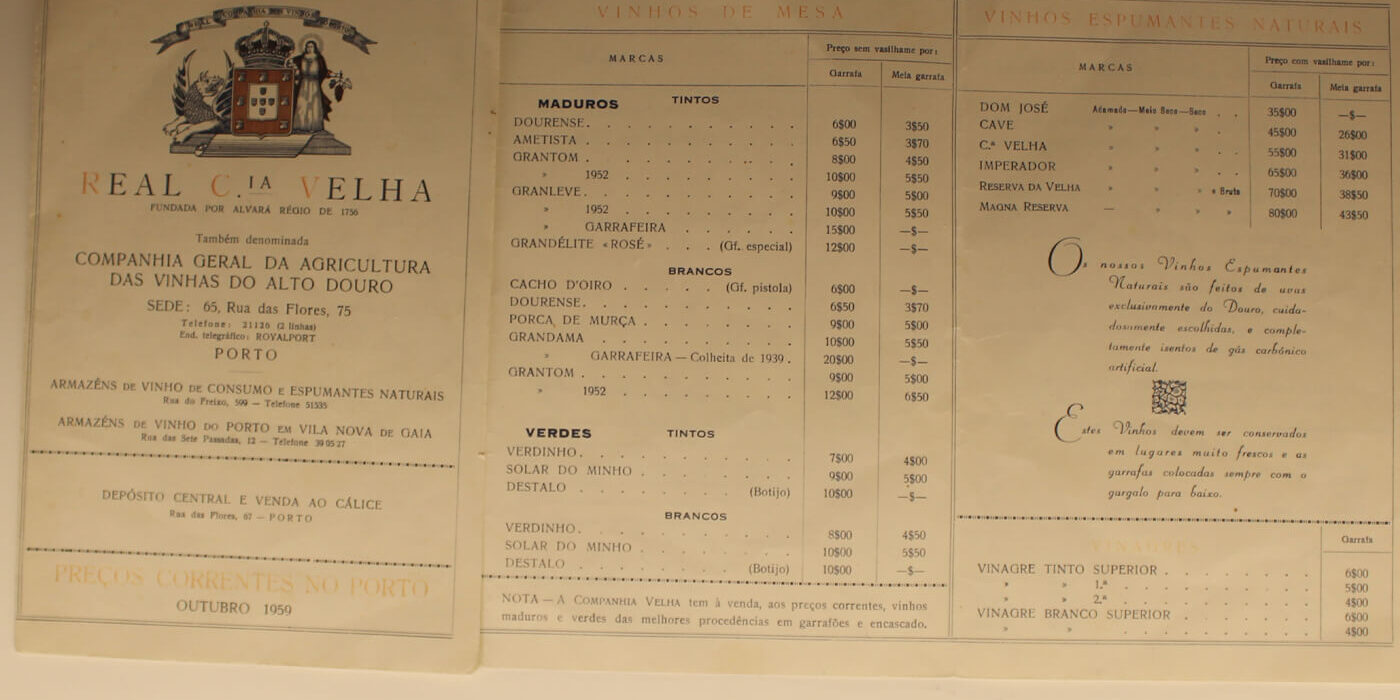 REAL COMPANHIA DOS VINHOS DO PORTO
REAL C.IA VELHA
FUNDADA POR ALVARÁ RÉGIO DE 1756
Também denominada
COMPANHIA GERAL DA AGRICULTURA
DAS VINHAS DO ALTO DOURO
SEDE: 65, Rua das Flores, 75
Telefone: 21126 (2 linhas)
End. telegráfico: ROYALPORT
PORTO
ARMAZÉNS DE VINHO DE CONSUMO E ESPUMANTES NATURAIS
Rua do Freixo, 599 — Telefone 51535
ARMAZÉNS DE VINHO DO PORTO EM VILA NOVA DE GAIA
Rua das Sete Passadas, 12 — Telefone 39 05 27
DEPÓSITO CENTRAL E VENDA AO CÁLICE
Rua das Flores, 67 — PORTO
PREÇOS CORRENTES NO PORTO
OUTUBRO 1959
VINHOS DE MESA
MARCAS
Preço sem vasilhame por:
Garrafa Meia garrafa
MADUROS TINTOS
DOURENSE. 6$00 3$50
AMETISTA . 6$50 3$70
GRANTOM . 8$00 4$50
» 1952 . 10$00 5$50
GRANLEVE. 9$00 5$00
» 1952 . 10$00 5$50
» GARRAFEIRA . 15$00 —$—
GRANDÉLITE «ROSÉ» . . . (Gf. especial) 12$00 —$—
BRANCOS
CACHO D'OIRO . . . . . (Gf. pistola) 6$00 —$—
DOURENSE. 6$50 3$70
PORCA DE MURÇA . 9$00 5$00
GRANDAMA . 10$00 5$50
» GARRAFEIRA — Colheita de 1939 . 20$00 —$—
GRANTOM . 9$00 5$00
» 1952 . 12$00 6$50
VERDES TINTOS
VERDINHO. 7$00 4$00
SOLAR DO MINHO . 9$00 5$00
DESTALO . (Botijo) 10$00 —$—
BRANCOS
VERDINHO. 8$00 4$50
SOLAR DO MINHO . 10$00 5$50
DESTALO . (Botijo) 10$00 —$—
NOTA — A COMPANHIA VELHA tem à venda, aos preços correntes, vinhos
maduros e verdes das melhores procedências em garrafões e encascado.
VINHOS ESPUMANTES NATURAIS
MARCAS
Preço com vasilhame por:
Garrafa Meia garrafa
DOM JOSÉ Adamado—Meio Seco—Seco . . 35$00 —$—
CAVE » » » . . 45$00 26$00
C.ª VELHA » » » . . 55$00 31$00
IMPERADOR » » » . . 65$00 36$00
RESERVA DA VELHA » » » e Bruto 70$00 38$50
MAGNA RESERVA — » » » 80$00 43$50
Os nossos Vinhos Espumantes
Naturais são feitos de uvas
exclusivamente do Douro, cuida-
dosamente escolhidas, e comple-
tamente isentos de gás carbónico
artificial.
Estes Vinhos devem ser conservados
em lugares muito frescos e as
garrafas colocadas sempre com o
gargalo para baixo.
VINAGRES
Garrafa
VINAGRE TINTO SUPERIOR . 6$00
» » 1.ª . 5$00
» » 2.ª . 4$00
VINAGRE BRANCO SUPERIOR . 6$00
» » . 4$00